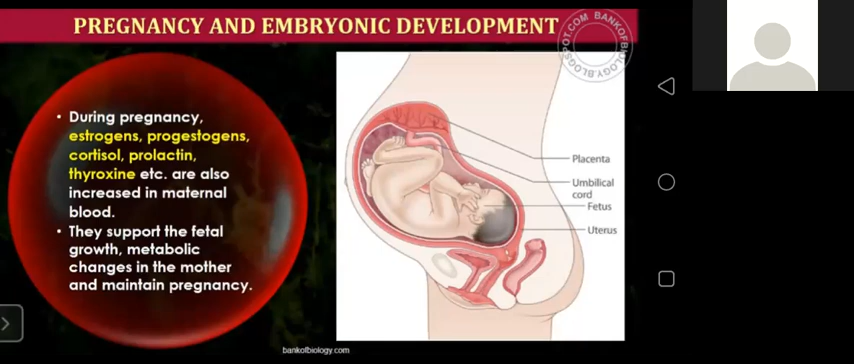 PREGNANCY AND EMBRYONIC DEVELOPMENT
BANKOFBIOLOGY.BLOGSPOT.COM
• During pregnancy,
estrogens, progestogens,
cortisol, prolactin,
thyroxine etc. are also
increased in maternal
blood.
• They support the fetal
growth, metabolic
changes in the mother
and maintain pregnancy.
Placenta
Umbilical
cord
Fetus
Uterus
bankofbiology.com